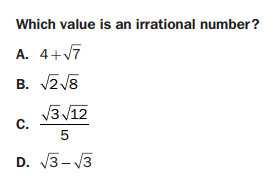 Which value is an irrational number?
A. 4+√7
B. √2√8
C. √3√12
5
D. √3–√3